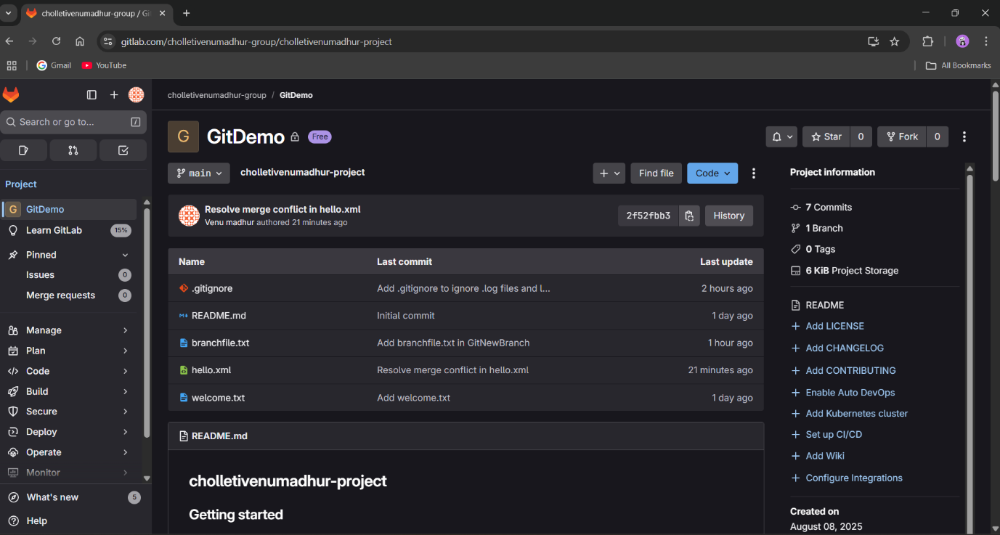 cholletivenumadhur-group / Gi
gitlab.com/cholletivenumadhur-group/cholletivenumadhur-project
Gmail
YouTube
All Bookmarks
Search or go to...
/
Project
G GitDemo
Learn GitLab 15%
Pinned
Issues 0
Merge requests 0
Manage
Plan
Code
Build
Secure
Deploy
Operate
Monitor
What's new 5
Help
cholletivenumadhur-group / GitDemo
G GitDemo Free
Star 0 Fork 0
main cholletivenumadhur-project Find file Code
Resolve merge conflict in hello.xml
Venu madhur authored 21 minutes ago
2f52fbb3 History
Name Last commit Last update
.gitignore Add .gitignore to ignore .log files and l... 2 hours ago
README.md Initial commit 1 day ago
branchfile.txt Add branchfile.txt in GitNewBranch 1 hour ago
hello.xml Resolve merge conflict in hello.xml 21 minutes ago
welcome.txt Add welcome.txt 1 day ago
README.md
cholletivenumadhur-project
Getting started
Project information
7 Commits
1 Branch
0 Tags
6 KiB Project Storage
README
Add LICENSE
Add CHANGELOG
Add CONTRIBUTING
Enable Auto DevOps
Add Kubernetes cluster
Set up CI/CD
Add Wiki
Configure Integrations
Created on
August 08, 2025